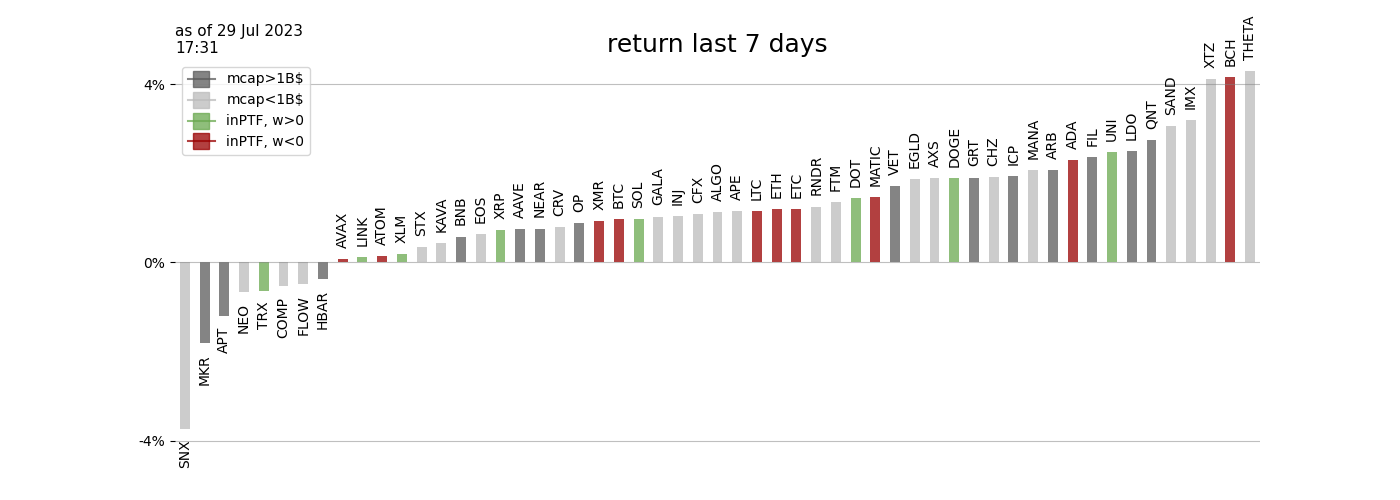 as of 29 Jul 2023
17:31
return last 7 days
mcap>1B$
mcap<1B$
inPTF, w>0
inPTF, w<0
4%
0%
-4%
SNX
MKR
APT
NEO
TRX
COMP
FLOW
HBAR
AVAX
LINK
ATOM
XLM
STX
KAVA
BNB
EOS
XRP
AAVE
NEAR
CRV
OP
XMR
BTC
SOL
GALA
INJ
CFX
ALGO
APE
LTC
ETH
ETC
RNDR
FTM
DOT
MATIC
VET
EGLD
AXS
DOGE
GRT
CHZ
ICP
MANA
ARB
ADA
FIL
UNI
LDO
QNT
SAND
IMX
XTZ
BCH
THETA